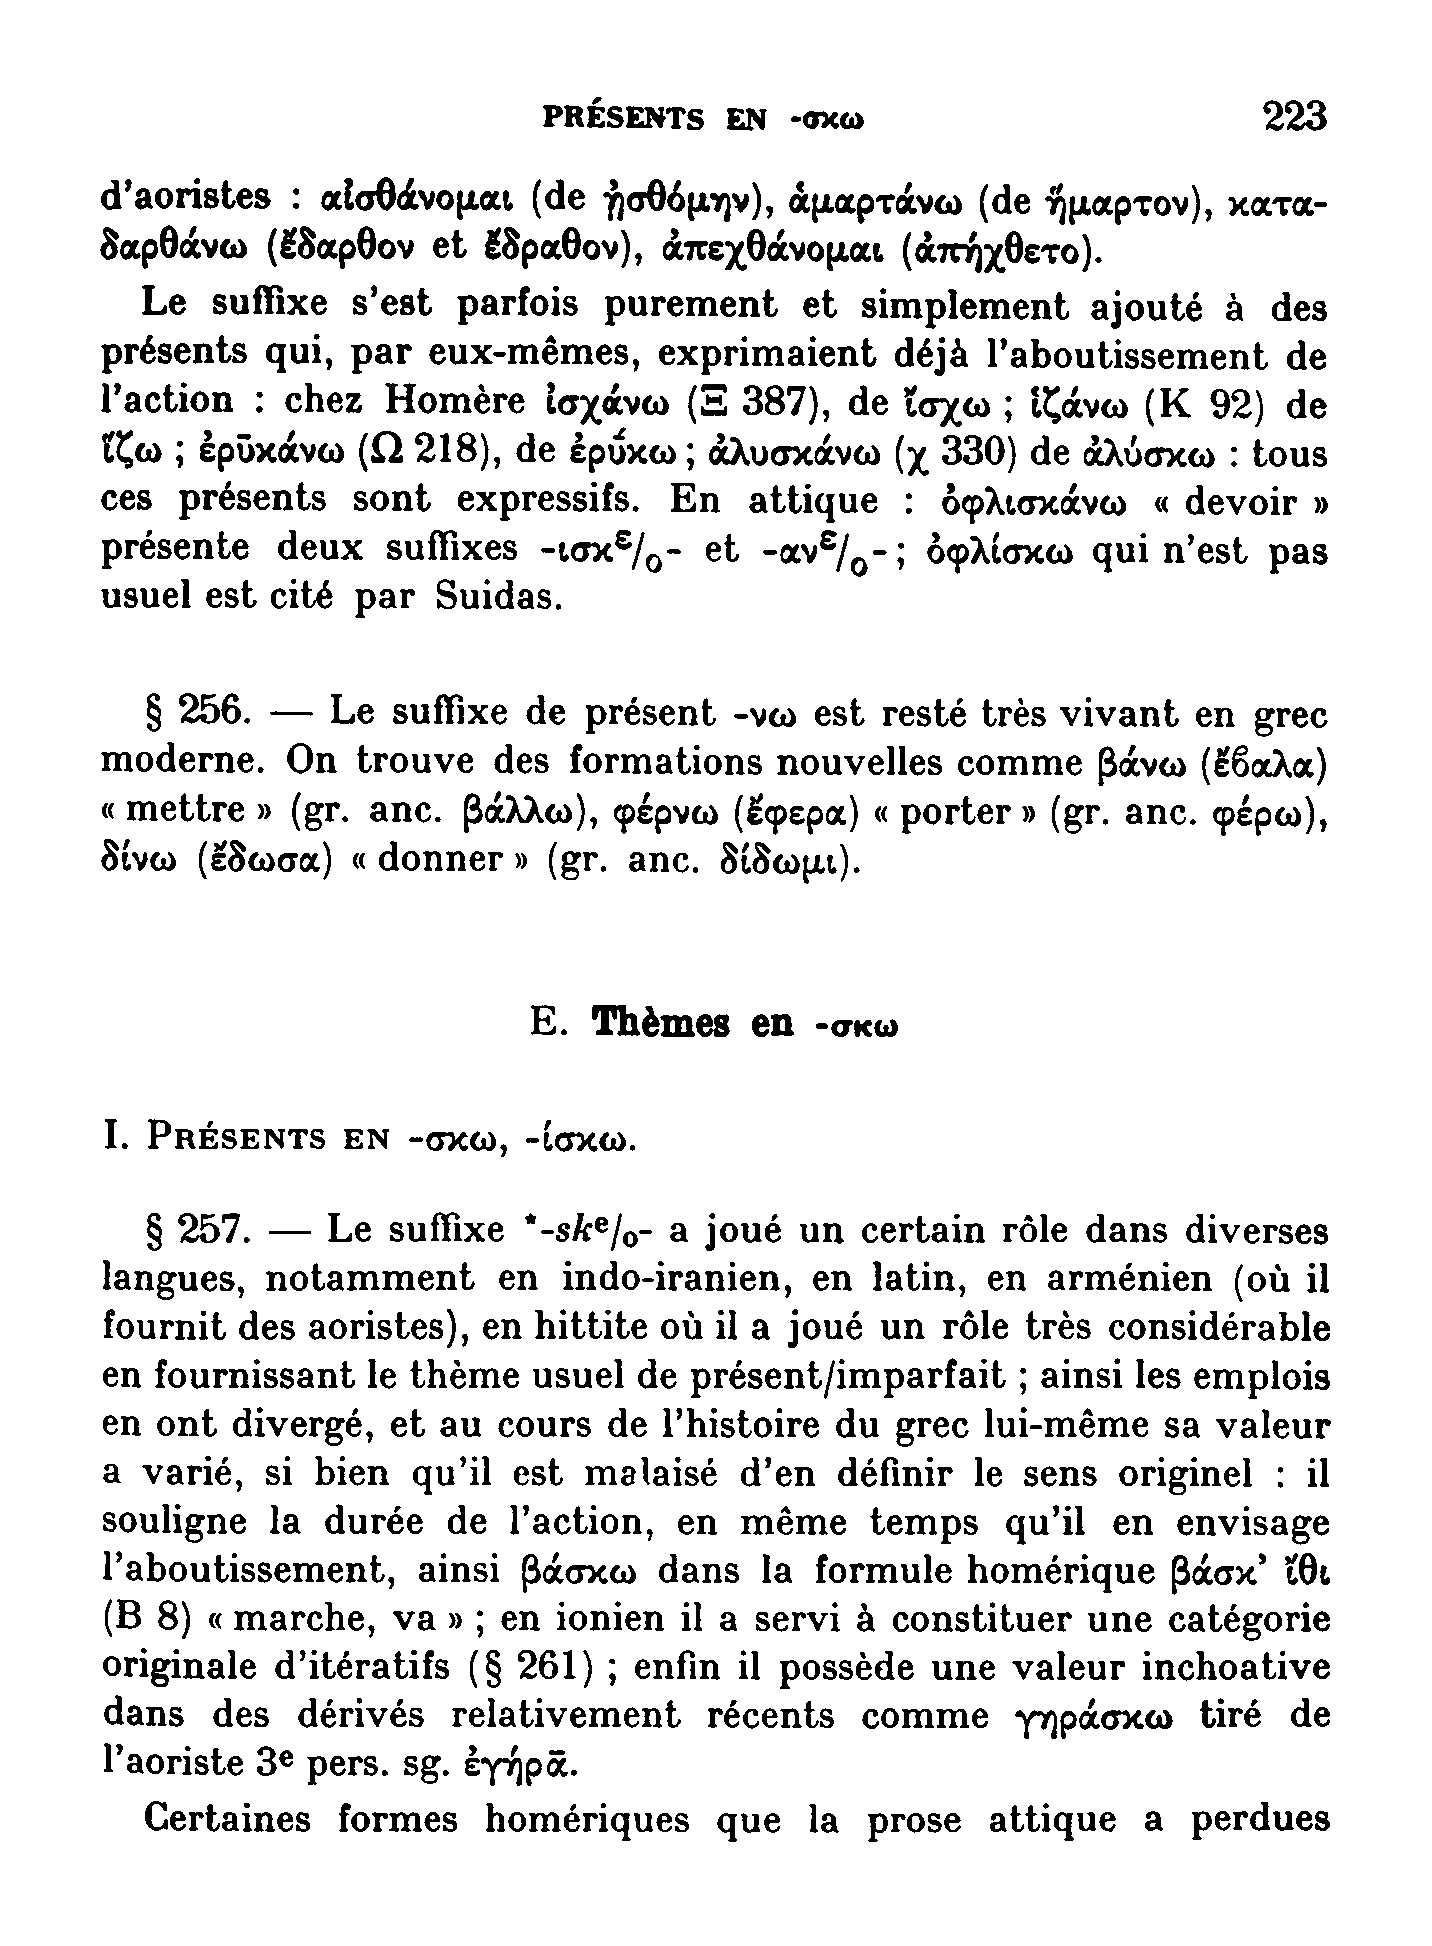 PRÉSENTS EN -σκω 223
d'aoristes : αἰσθάνομαι (de ᾐσθόμην), ἁμαρτάνω (de ἥμαρτον), κατα-
δαρθάνω (ἔδαρθον et ἔδραθον), ἀπεχθάνομαι (ἀπήχθετο).
Le suffixe s'est parfois purement et simplement ajouté à des
présents qui, par eux-mêmes, exprimaient déjà l'aboutissement de
l'action : chez Homère ἰσχάνω (Ξ 387), de ἴσχω ; ἱζάνω (K 92) de
ἵζω ; ἐρῡκάνω (Ω 218), de ἐρῡ́κω ; ἀλυσκάνω (χ 330) de ἀλύσκω : tous
ces présents sont expressifs. En attique : ὀφλισκάνω « devoir »
présente deux suffixes -ισκε/ο- et -ανε/ο- ; ὀφλίσκω qui n'est pas
usuel est cité par Suidas.
§ 256. — Le suffixe de présent -νω est resté très vivant en grec
moderne. On trouve des formations nouvelles comme βάνω (ἔϐαλα)
« mettre » (gr. anc. βάλλω), φέρνω (ἔφερα) « porter » (gr. anc. φέρω),
δίνω (ἔδωσα) « donner » (gr. anc. δίδωμι).
E. Thèmes en -σκω
I. PRÉSENTS EN -σκω, -ίσκω.
§ 257. — Le suffixe *-ske/o- a joué un certain rôle dans diverses
langues, notamment en indo-iranien, en latin, en arménien (où il
fournit des aoristes), en hittite où il a joué un rôle très considérable
en fournissant le thème usuel de présent/imparfait ; ainsi les emplois
en ont divergé, et au cours de l'histoire du grec lui-même sa valeur
a varié, si bien qu'il est malaisé d'en définir le sens originel : il
souligne la durée de l'action, en même temps qu'il en envisage
l'aboutissement, ainsi βάσκω dans la formule homérique βάσκ' ἴθι
(B 8) « marche, va » ; en ionien il a servi à constituer une catégorie
originale d'itératifs (§ 261) ; enfin il possède une valeur inchoative
dans des dérivés relativement récents comme γηράσκω tiré de
l'aoriste 3e pers. sg. ἐγήρᾱ.
Certaines formes homériques que la prose attique a perdues